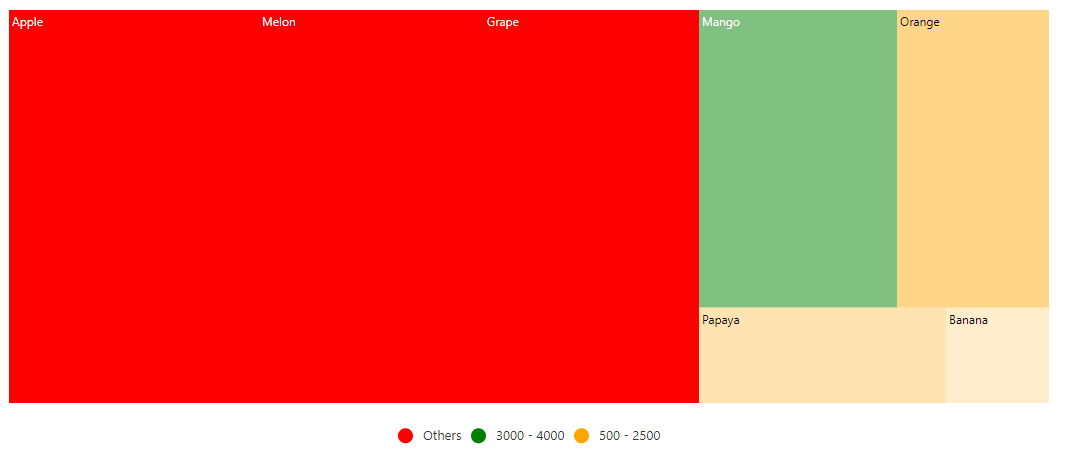 Apple Melon Grape Mango Orange
Papaya Banana
Others 3000 - 4000 500 - 2500